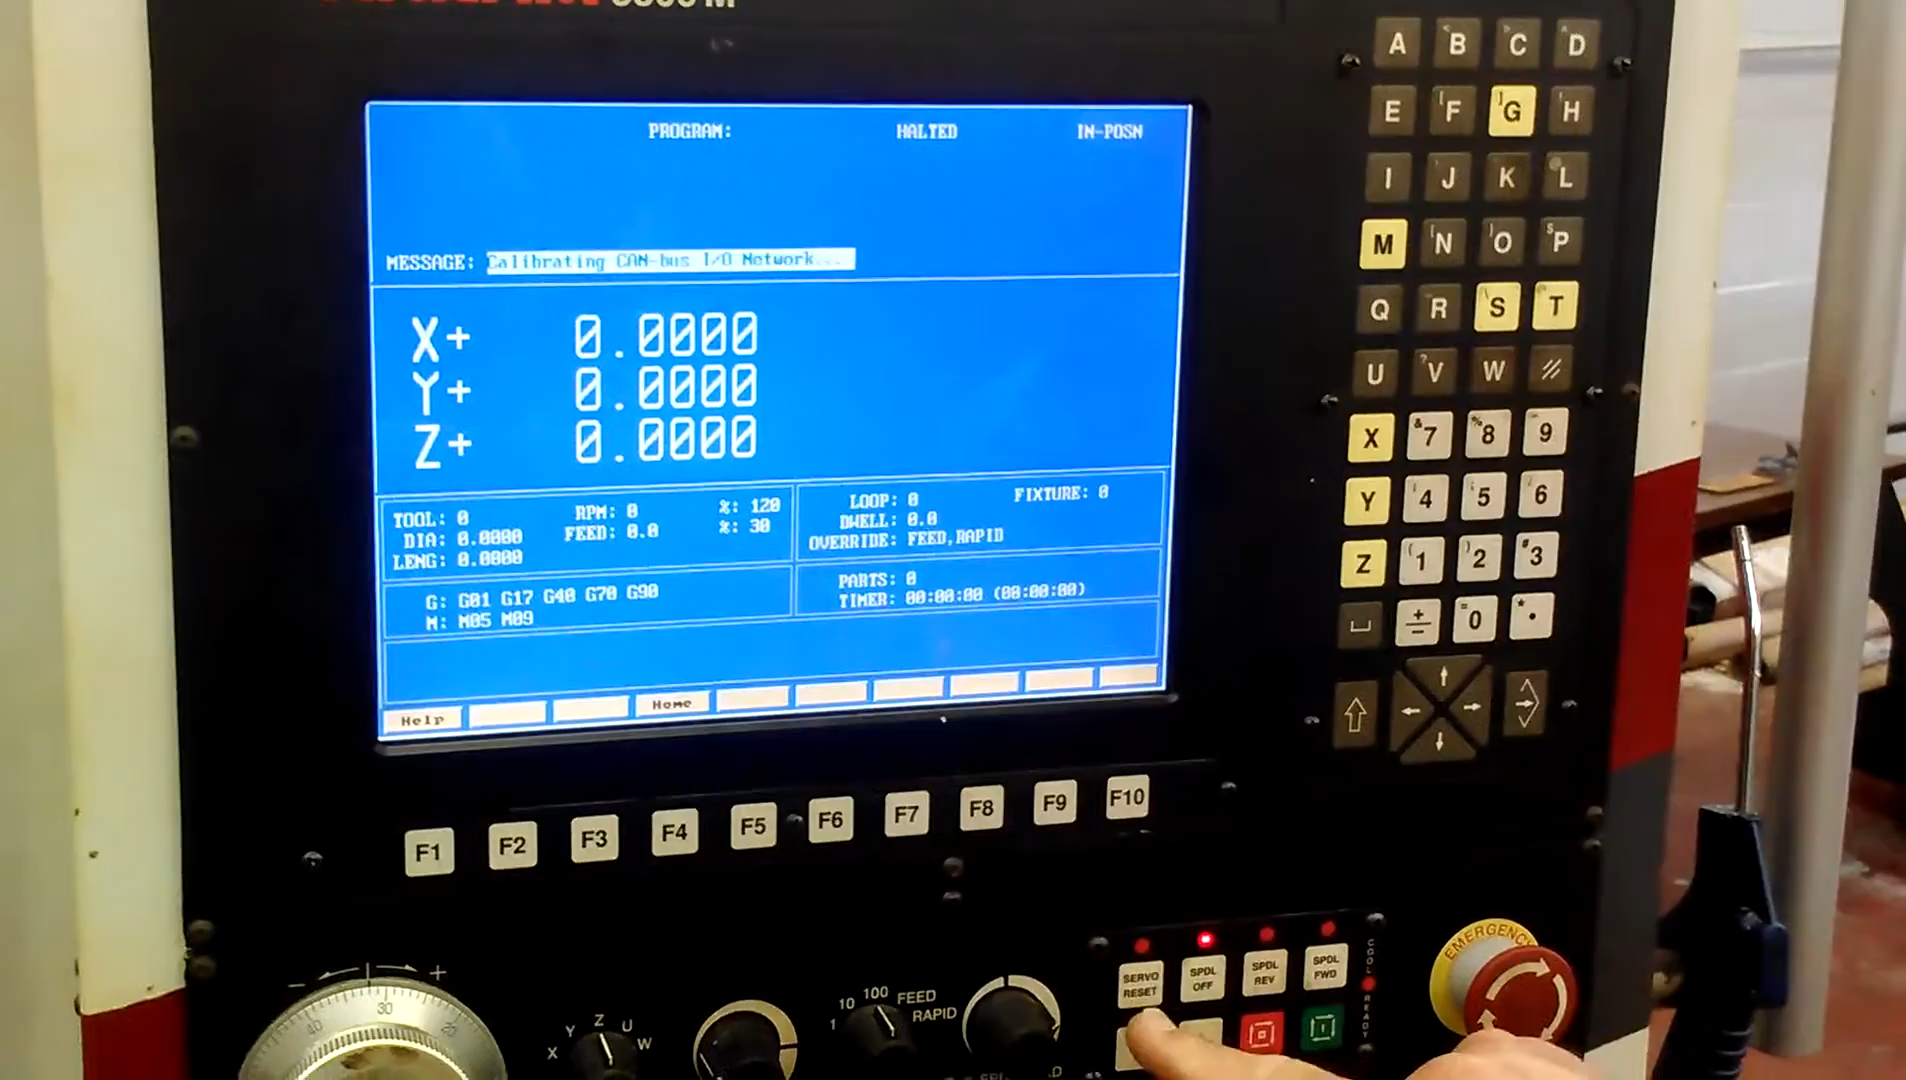 PROGRAM: HALTED IN-POSN
MESSAGE: Calibrating CAN-bus I/O Network...
X+ 0.0000
Y+ 0.0000
Z+ 0.0000
TOOL: 0 RPM: 0 %: 120
DIA: 0.0000 FEED: 0.0 %: 30
LENG: 0.0000
LOOP: 0 FIXTURE: 0
DWELL: 0.0
OVERRIDE: FEED,RAPID
G: G01 G17 G40 G70 G90
M: M05 M09
PARTS: 0
TIMER: 00:00:00 (00:00:00)
Help Home
F1 F2 F3 F4 F5 F6 F7 F8 F9 F10
A B C D
E F G H
I J K L
M N O P
Q R S T
U V W //
X 7 8 9
Y 4 5 6
Z 1 2 3
0 .
SERVO RESET
SPDL OFF
SPDL REV
SPDL FWD
COOL READY
EMERGENCY
- +
40 30 20
X Y Z U W
1 10 100 FEED
RAPID